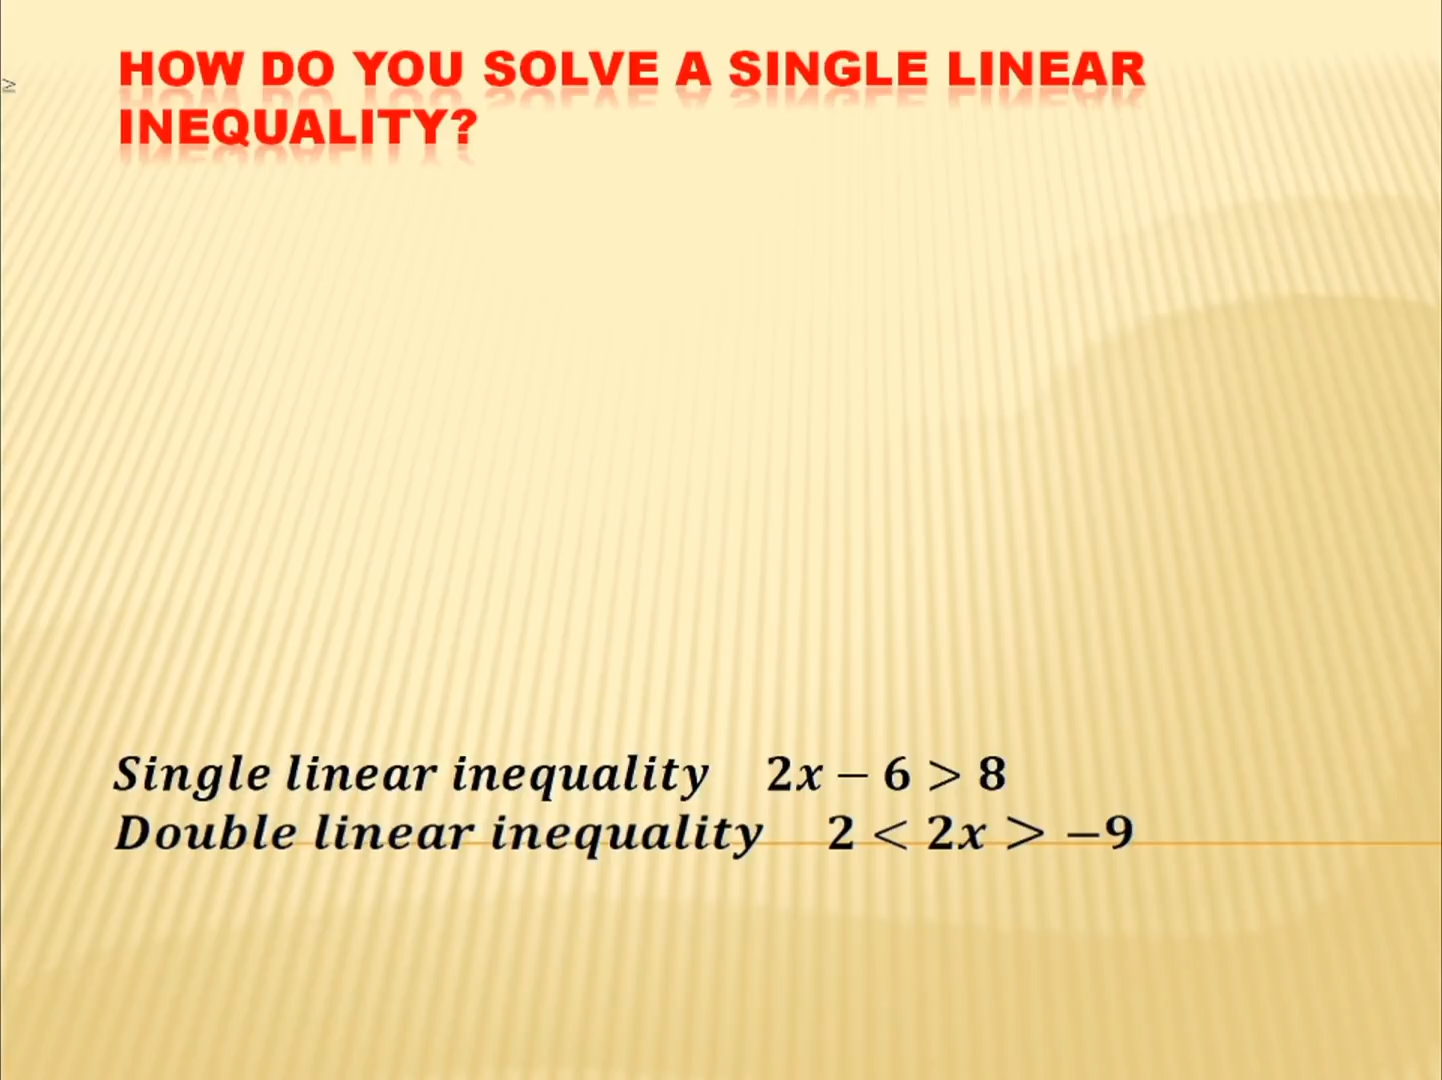 HOW DO YOU SOLVE A SINGLE LINEAR
INEQUALITY?
≥
Single linear inequality 2x − 6 > 8
Double linear inequality 2 < 2x > −9